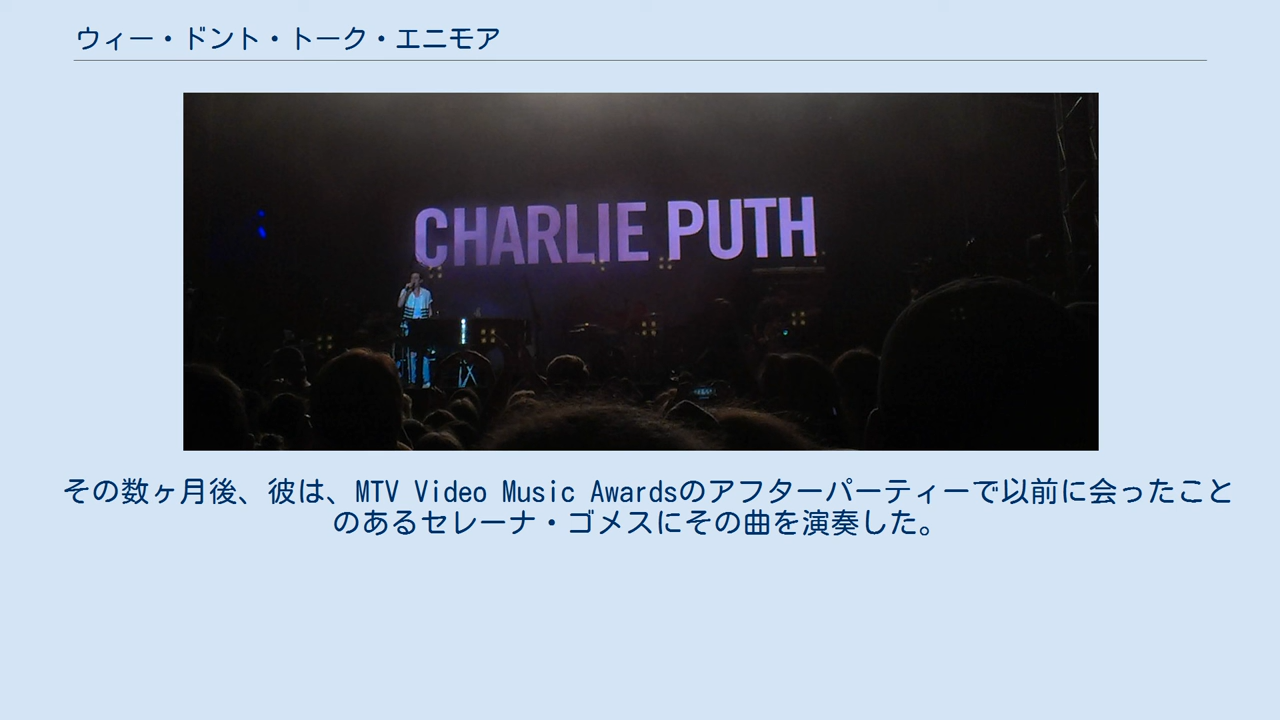 ウィー・ドント・トーク・エニモア
CHARLIE PUTH
その数ヶ月後、彼は、MTV Video Music Awardsのアフターパーティーで以前に会ったこと
のあるセレーナ・ゴメスにその曲を演奏した。